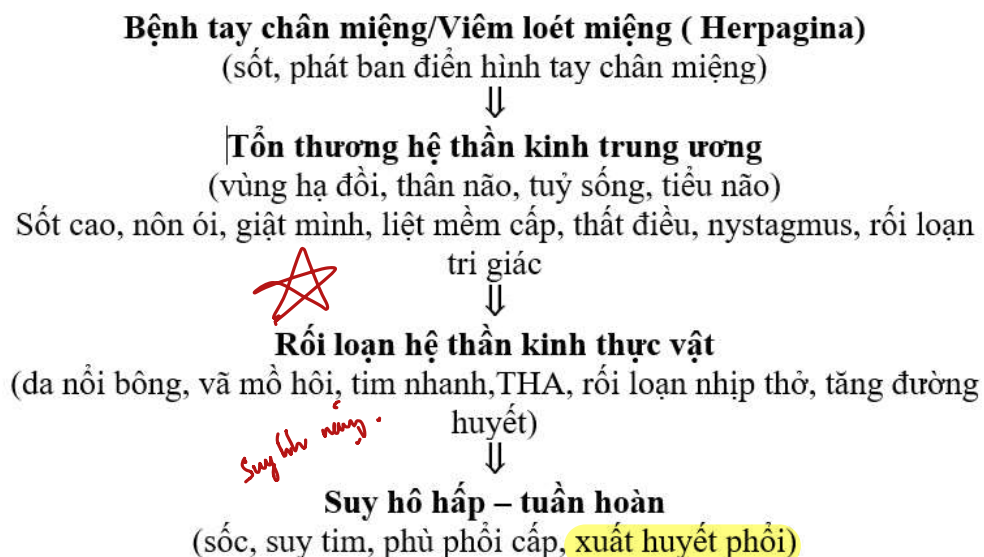 Bệnh tay chân miệng/Viêm loét miệng ( Herpagina)
(sốt, phát ban điển hình tay chân miệng)
⇓
Tổn thương hệ thần kinh trung ương
(vùng hạ đồi, thân não, tuỷ sống, tiểu não)
Sốt cao, nôn ói, giật mình, liệt mềm cấp, thất điều, nystagmus, rối loạn
tri giác
⇓
Rối loạn hệ thần kinh thực vật
(da nổi bông, vã mồ hôi, tim nhanh,THA, rối loạn nhịp thở, tăng đường
huyết)
Suy nặng.
⇓
Suy hô hấp – tuần hoàn
(sốc, suy tim, phù phổi cấp, xuất huyết phổi)